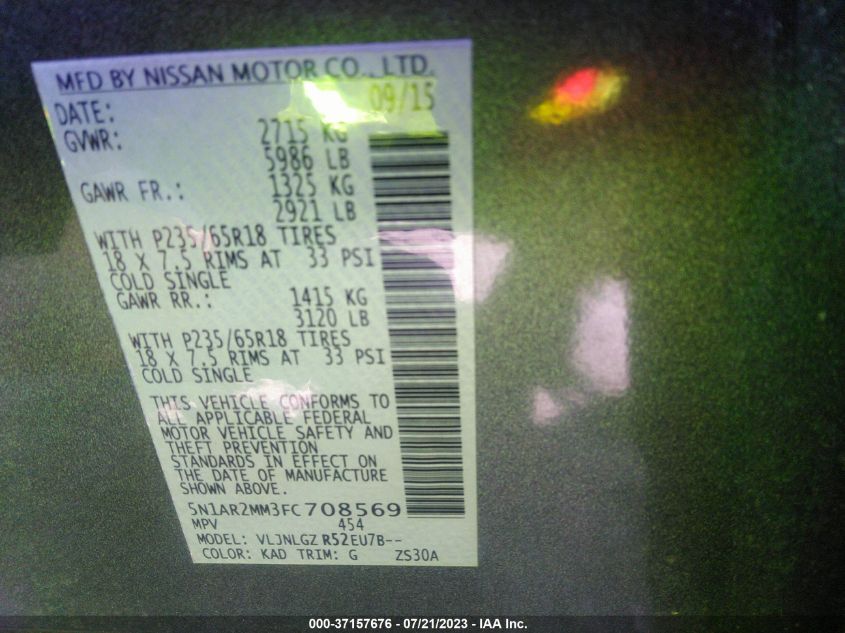 MFD BY NISSAN MOTOR CO., LTD.
DATE: 09/15
GVWR: 2715 KG
5986 LB
GAWR FR.: 1325 KG
2921 LB
WITH P235/65R18 TIRES
18 X 7.5 RIMS AT 33 PSI
COLD SINGLE
GAWR RR.: 1415 KG
3120 LB
WITH P235/65R18 TIRES
18 X 7.5 RIMS AT 33 PSI
COLD SINGLE
THIS VEHICLE CONFORMS TO
ALL APPLICABLE FEDERAL
MOTOR VEHICLE SAFETY AND
THEFT PREVENTION
STANDARDS IN EFFECT ON
THE DATE OF MANUFACTURE
SHOWN ABOVE.
5N1AR2MM3FC708569
MPV 454
MODEL: VLJNLGZ R52EU7B--
COLOR: KAD TRIM: G ZS30A
000-37157676 - 07/21/2023 - IAA Inc.